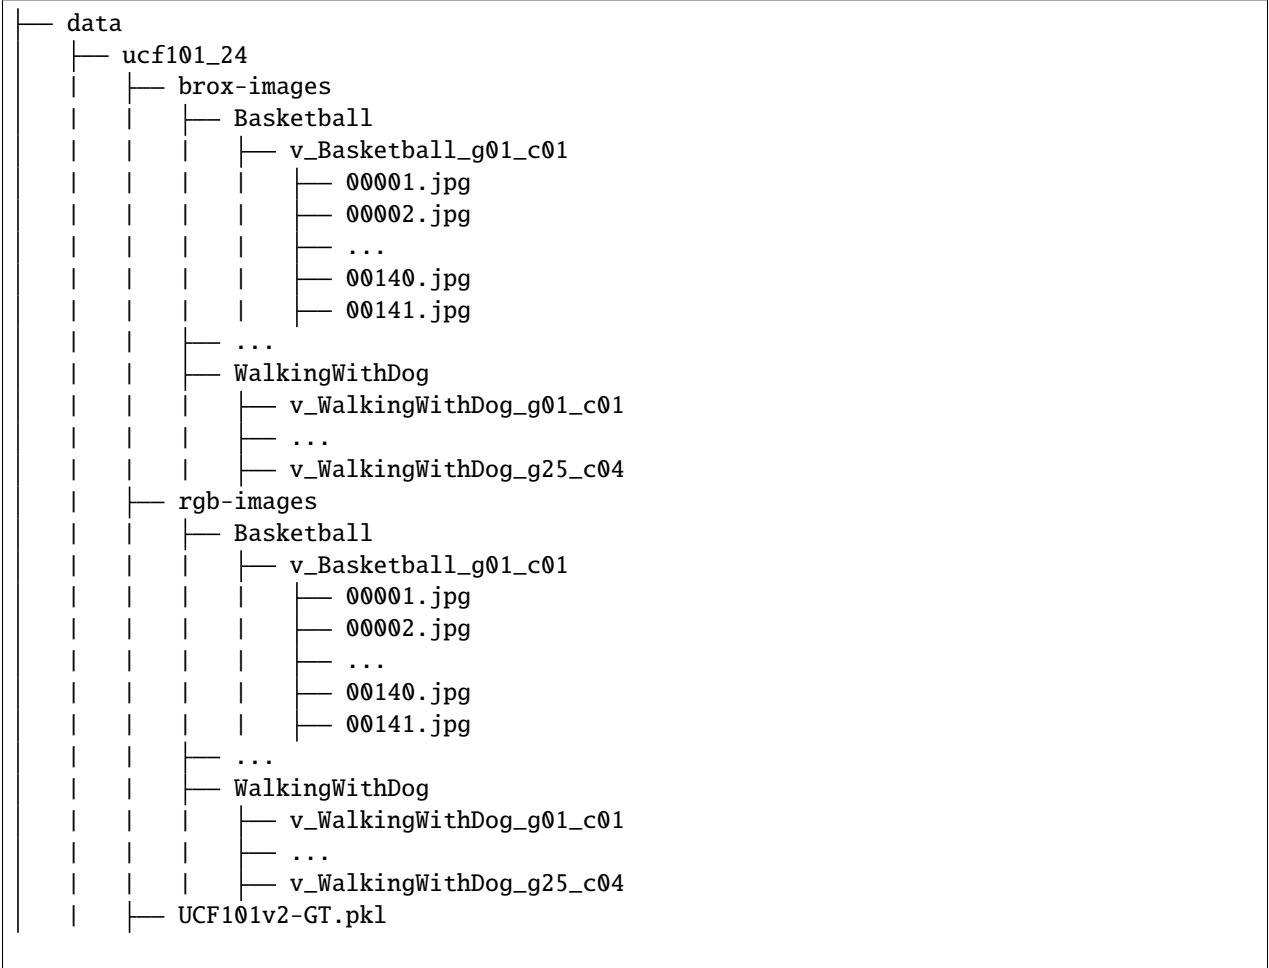 ├── data
│   ├── ucf101_24
│   |   ├── brox-images
│   |   |   ├── Basketball
│   |   |   |   ├── v_Basketball_g01_c01
│   |   |   |   |   ├── 00001.jpg
│   |   |   |   |   ├── 00002.jpg
│   |   |   |   |   ├── ...
│   |   |   |   |   ├── 00140.jpg
│   |   |   |   |   ├── 00141.jpg
│   |   |   ├── ...
│   |   |   ├── WalkingWithDog
│   |   |   |   ├── v_WalkingWithDog_g01_c01
│   |   |   |   ├── ...
│   |   |   |   ├── v_WalkingWithDog_g25_c04
│   |   ├── rgb-images
│   |   |   ├── Basketball
│   |   |   |   ├── v_Basketball_g01_c01
│   |   |   |   |   ├── 00001.jpg
│   |   |   |   |   ├── 00002.jpg
│   |   |   |   |   ├── ...
│   |   |   |   |   ├── 00140.jpg
│   |   |   |   |   ├── 00141.jpg
│   |   |   ├── ...
│   |   |   ├── WalkingWithDog
│   |   |   |   ├── v_WalkingWithDog_g01_c01
│   |   |   |   ├── ...
│   |   |   |   ├── v_WalkingWithDog_g25_c04
│   |   ├── UCF101v2-GT.pkl